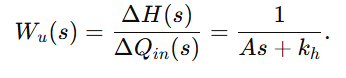 W_u(s) = \frac{\Delta H(s)}{\Delta Q_{in}(s)} = \frac{1}{As + k_h}.